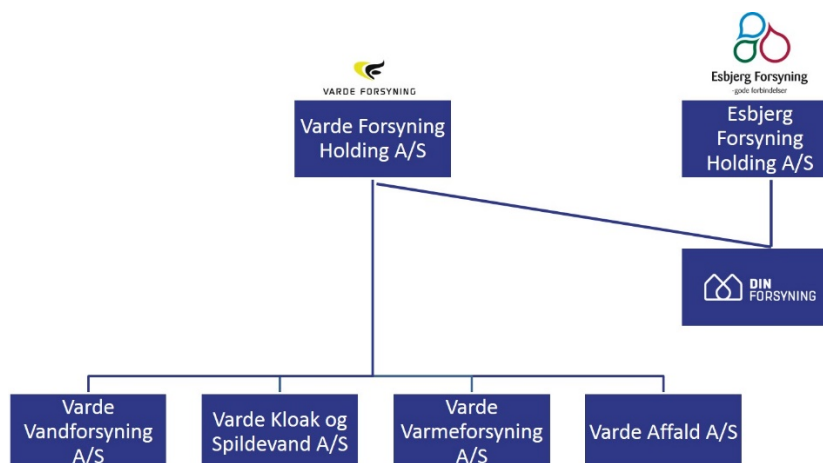 VARDE FORSYNING
Varde Forsyning
Holding A/S
Esbjerg Forsyning
-gode forbindelser
Esbjerg
Forsyning
Holding A/S
DIN
FORSYNING
Varde
Vandforsyning
A/S
Varde Kloak og
Spildevand A/S
Varde
Varmeforsyning
A/S
Varde Affald A/S